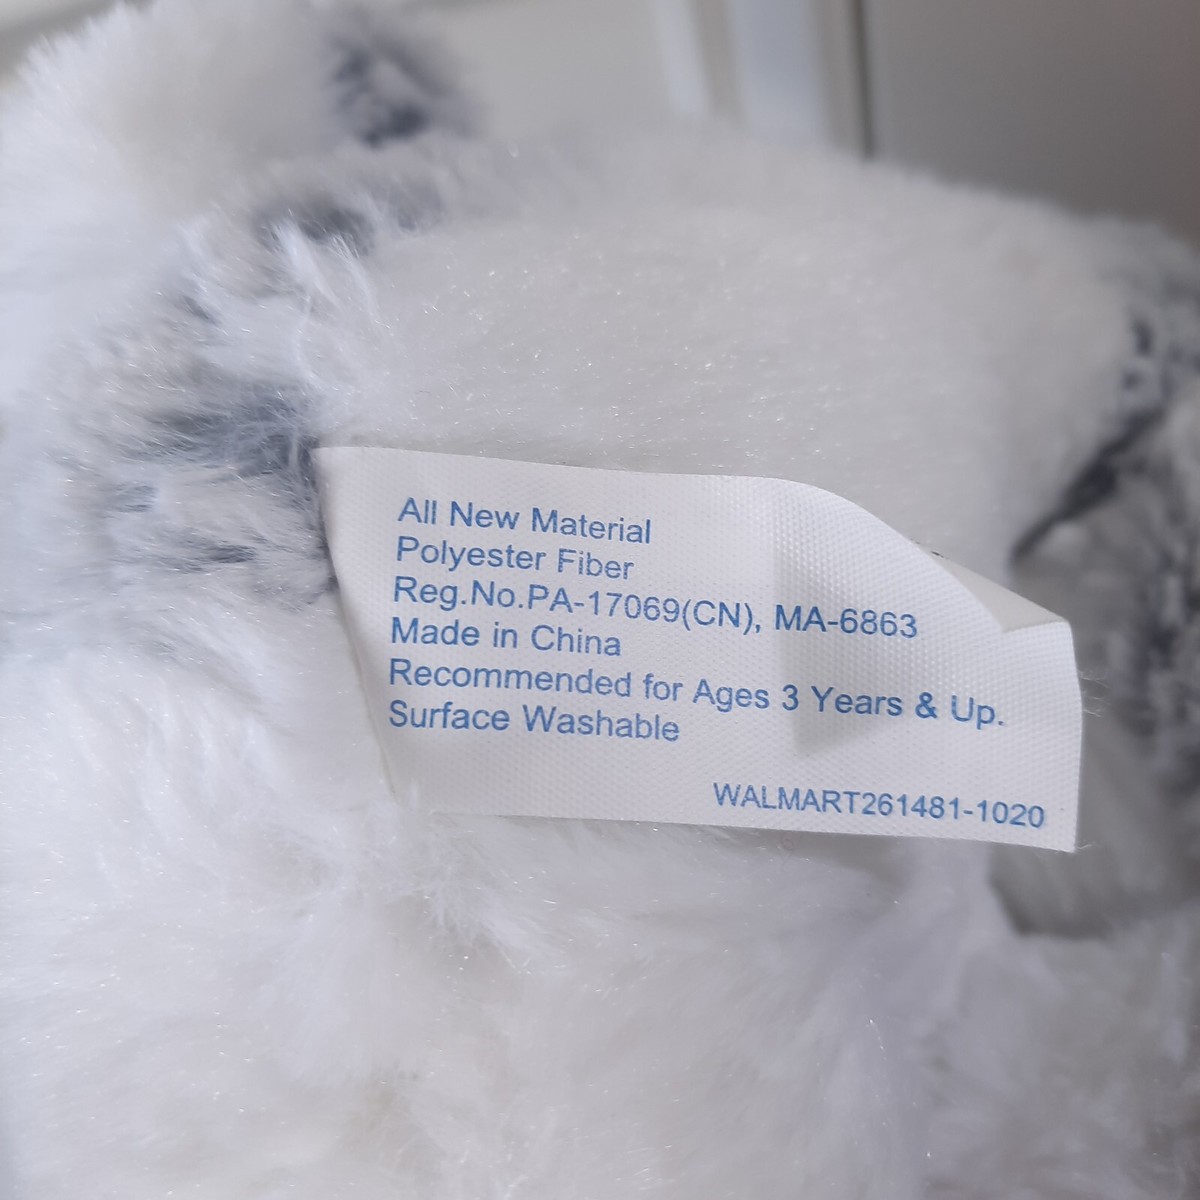 All New Material
Polyester Fiber
Reg.No.PA-17069(CN), MA-6863
Made in China
Recommended for Ages 3 Years & Up.
Surface Washable
WALMART261481-1020